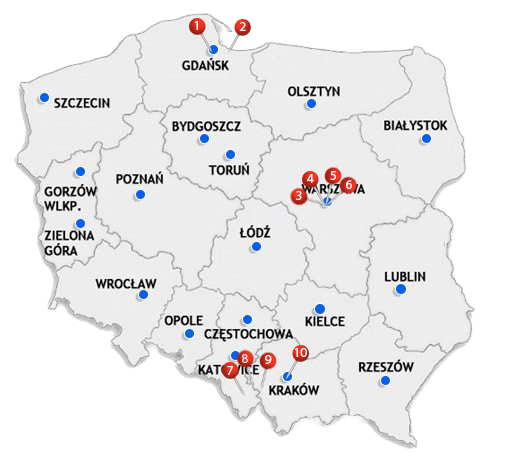 1
2
GDAŃSK
OLSZTYN
SZCZECIN
BYDGOSZCZ
BIAŁYSTOK
TORUŃ
POZNAŃ
GORZÓW
WLKP.
4
5
6
3
WARSZAWA
ZIELONA
GÓRA
ŁÓDŹ
LUBLIN
WROCŁAW
OPOLE
CZĘSTOCHOWA
KIELCE
7
8
9
10
KATOWICE
RZESZÓW
KRAKÓW